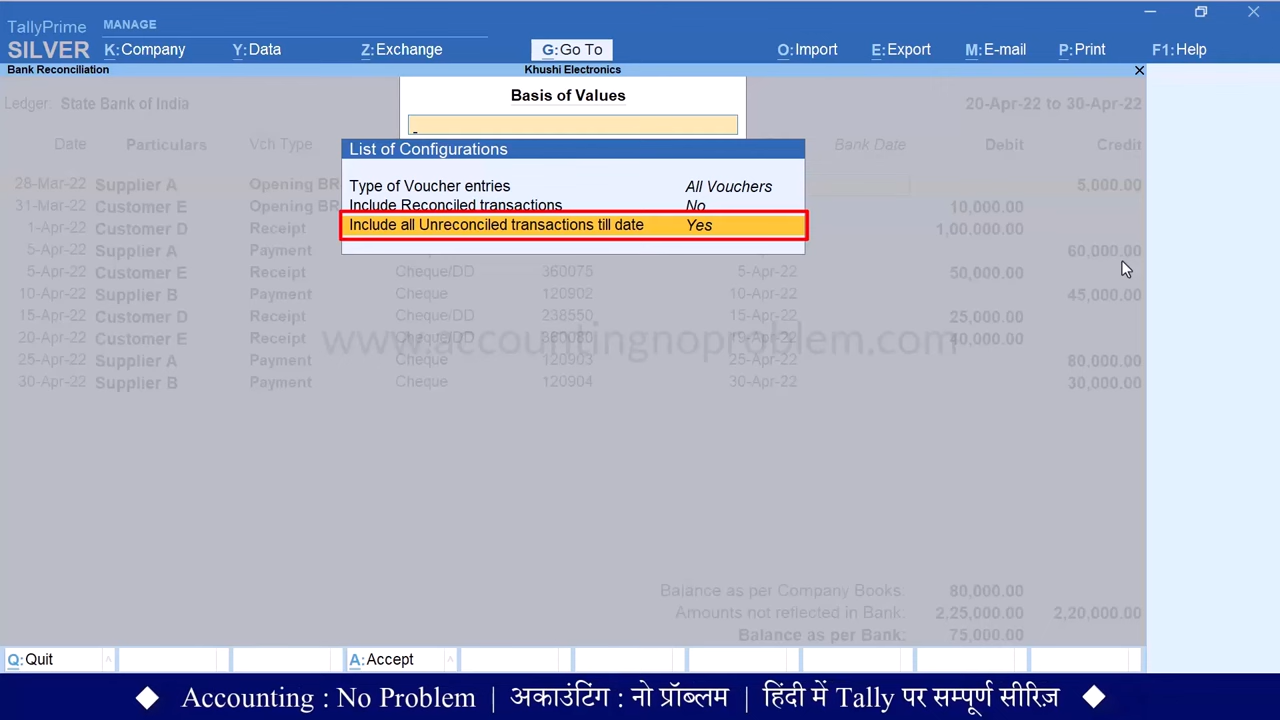 TallyPrime MANAGE
SILVER K:Company Y:Data Z:Exchange G:Go To O:Import E:Export M:E-mail P:Print F1:Help
Bank Reconciliation Khushi Electronics
Basis of Values
Ledger: State Bank of India 20-Apr-22 to 30-Apr-22
List of Configurations
Date Particulars Vch Type Bank Date Debit Credit
Type of Voucher entries All Vouchers
Include Reconciled transactions No
Include all Unreconciled transactions till date Yes
28-Mar-22 Supplier A Opening BR 5,000.00
31-Mar-22 Customer E Opening BR 10,000.00
1-Apr-22 Customer D Receipt 1,00,000.00
5-Apr-22 Supplier A Payment 60,000.00
5-Apr-22 Customer E Receipt Cheque/DD 360075 5-Apr-22 50,000.00
10-Apr-22 Supplier B Payment Cheque 120902 10-Apr-22 45,000.00
15-Apr-22 Customer D Receipt Cheque/DD 238550 15-Apr-22 25,000.00
20-Apr-22 Customer E Receipt Cheque/DD 360080 19-Apr-22 40,000.00
www.accountingnoproblem.com
25-Apr-22 Supplier A Payment Cheque 120903 25-Apr-22 80,000.00
30-Apr-22 Supplier B Payment Cheque 120904 30-Apr-22 30,000.00
Balance as per Company Books: 80,000.00
Amounts not reflected in Bank: 2,25,000.00 2,20,000.00
Balance as per Bank: 75,000.00
Q:Quit A:Accept
Accounting : No Problem | अकाउंटिंग : नो प्रॉब्लम | हिंदी में Tally पर सम्पूर्ण सीरिज़